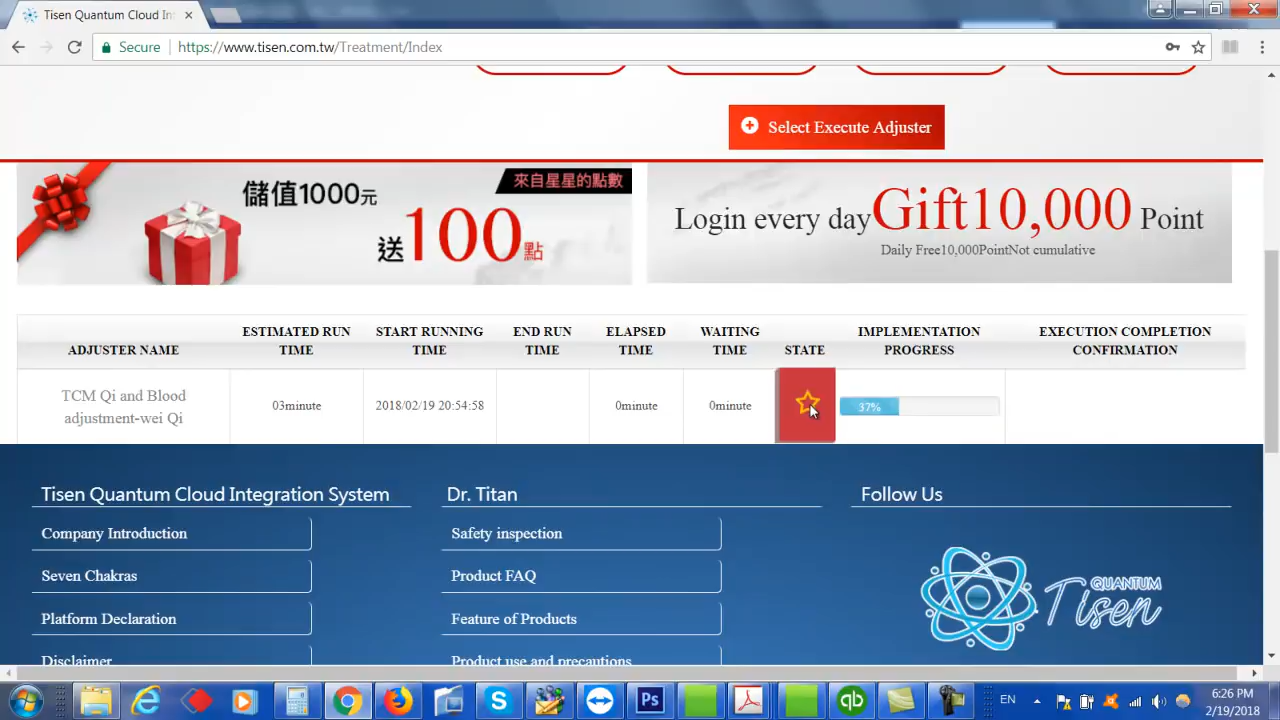 Tisen Quantum Cloud In
Secure
https://www.tisen.com.tw/Treatment/Index
Select Execute Adjuster
來自星星的點數
儲值1000元
送100點
Login every day Gift10,000 Point
Daily Free10,000PointNot cumulative
ADJUSTER NAME
ESTIMATED RUN
TIME
START RUNNING
TIME
END RUN
TIME
ELAPSED
TIME
WAITING
TIME
STATE
IMPLEMENTATION
PROGRESS
EXECUTION COMPLETION
CONFIRMATION
TCM Qi and Blood
adjustment-wei Qi
03minute
2018/02/19 20:54:58
0minute
0minute
37%
Tisen Quantum Cloud Integration System
Company Introduction
Seven Chakras
Platform Declaration
Disclaimer
Dr. Titan
Safety inspection
Product FAQ
Feature of Products
Product use and precautions
Follow Us
QUANTUM
Tisen
Ps
qb
EN
6:26 PM
2/19/2018